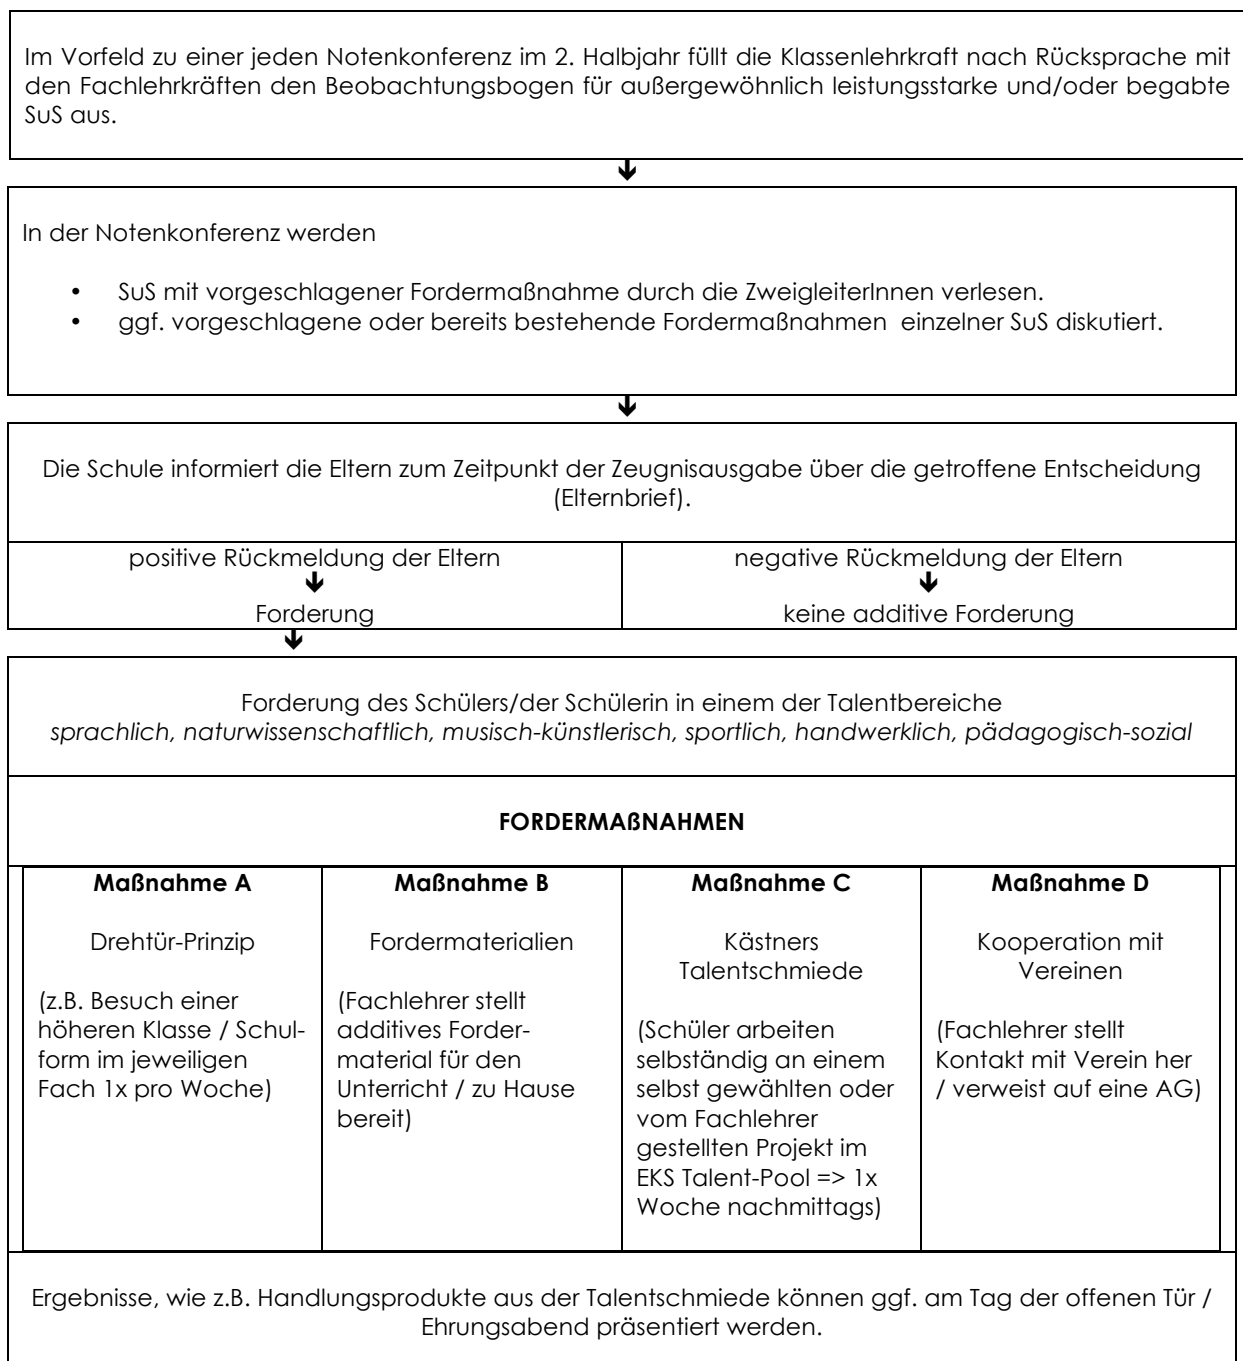 Im Vorfeld zu einer jeden Notenkonferenz im 2. Halbjahr füllt die Klassenlehrkraft nach Rücksprache mit
den Fachlehrkräften den Beobachtungsbogen für außergewöhnlich leistungsstarke und/oder begabte
SuS aus.
🡻
In der Notenkonferenz werden
• SuS mit vorgeschlagener Fordermaßnahme durch die ZweigleiterInnen verlesen.
• ggf. vorgeschlagene oder bereits bestehende Fordermaßnahmen einzelner SuS diskutiert.
🡻
Die Schule informiert die Eltern zum Zeitpunkt der Zeugnisausgabe über die getroffene Entscheidung
(Elternbrief).
positive Rückmeldung der Eltern
🡻
Forderung
negative Rückmeldung der Eltern
🡻
keine additive Forderung
🡻
Forderung des Schülers/der Schülerin in einem der Talentbereiche
sprachlich, naturwissenschaftlich, musisch-künstlerisch, sportlich, handwerklich, pädagogisch-sozial
FORDERMAßNAHMEN
Maßnahme A
Drehtür-Prinzip
(z.B. Besuch einer
höheren Klasse / Schul-
form im jeweiligen
Fach 1x pro Woche)
Maßnahme B
Fordermaterialien
(Fachlehrer stellt
additives Forder-
material für den
Unterricht / zu Hause
bereit)
Maßnahme C
Kästners
Talentschmiede
(Schüler arbeiten
selbständig an einem
selbst gewählten oder
vom Fachlehrer
gestellten Projekt im
EKS Talent-Pool => 1x
Woche nachmittags)
Maßnahme D
Kooperation mit
Vereinen
(Fachlehrer stellt
Kontakt mit Verein her
/ verweist auf eine AG)
Ergebnisse, wie z.B. Handlungsprodukte aus der Talentschmiede können ggf. am Tag der offenen Tür /
Ehrungsabend präsentiert werden.